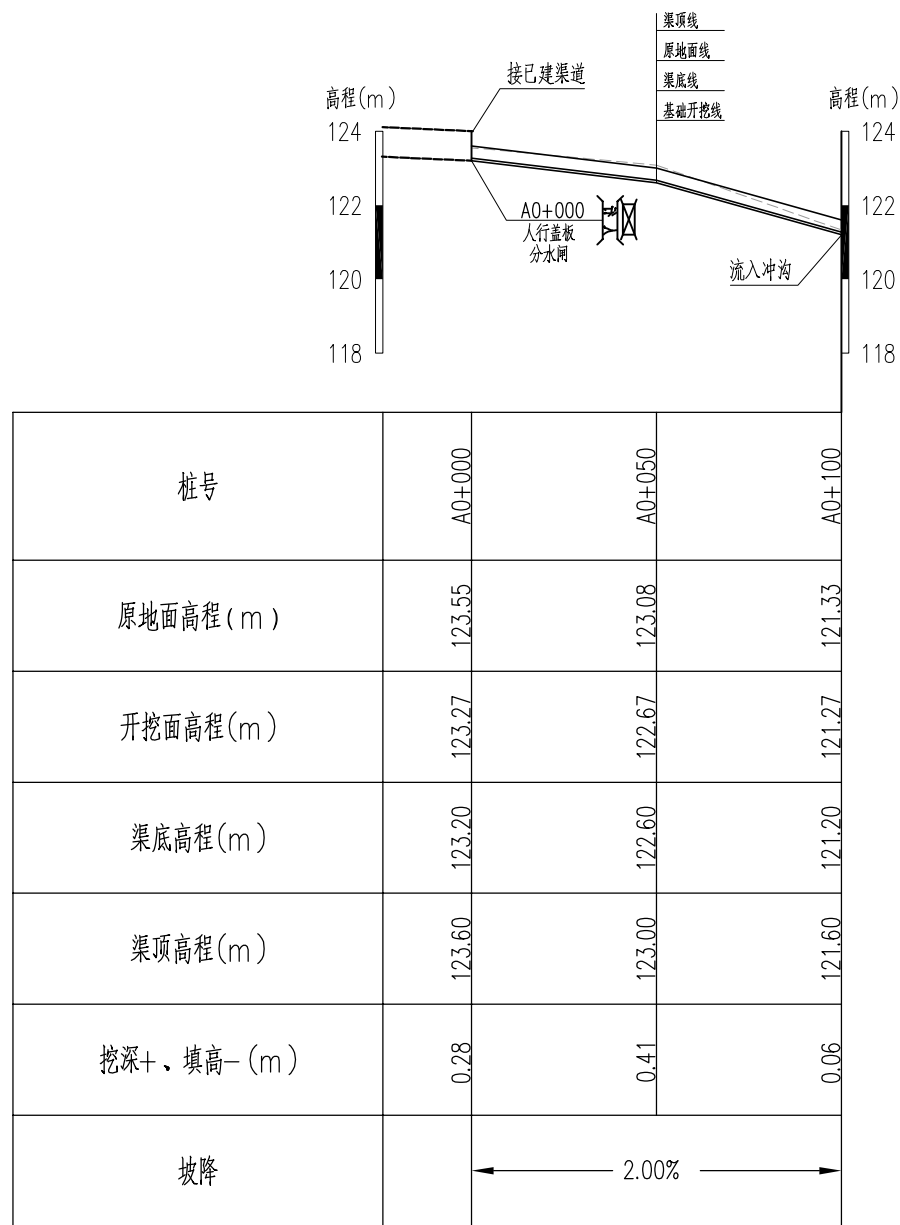 渠顶线
原地面线
渠底线
基础开挖线
接已建渠道
高程(m)
124
122
120
118
高程(m)
124
122
120
118
A0+000
人行盖板
分水闸
流入冲沟
桩号 A0+000 A0+050 A0+100
原地面高程(m) 123.55 123.08 121.33
开挖面高程(m) 123.27 122.67 121.27
渠底高程(m) 123.20 122.60 121.20
渠顶高程(m) 123.60 123.00 121.60
挖深+、填高-(m) 0.28 0.41 0.06
坡降 2.00%